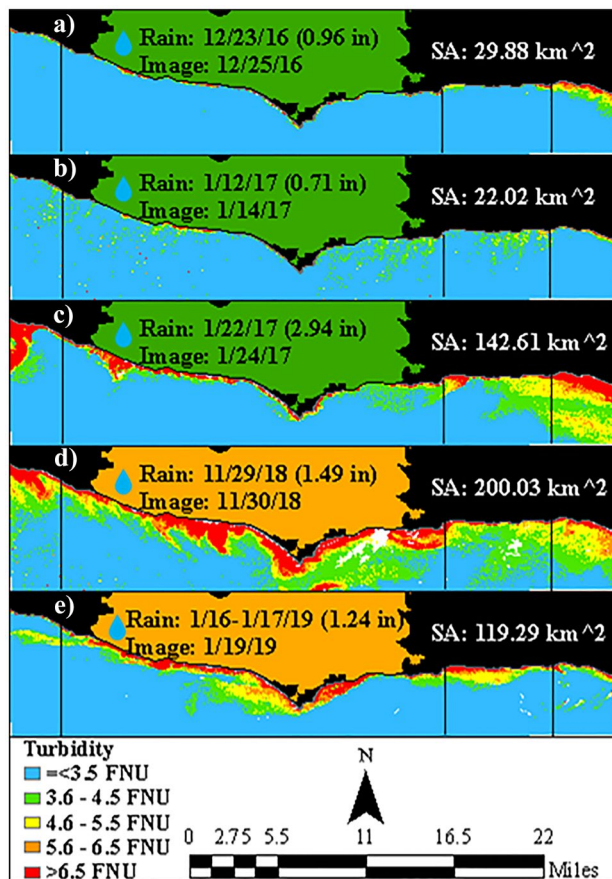 a)
Rain: 12/23/16 (0.96 in)
Image: 12/25/16
SA: 29.88 km^2
b)
Rain: 1/12/17 (0.71 in)
Image: 1/14/17
SA: 22.02 km^2
c)
Rain: 1/22/17 (2.94 in)
Image: 1/24/17
SA: 142.61 km^2
d)
Rain: 11/29/18 (1.49 in)
Image: 11/30/18
SA: 200.03 km^2
e)
Rain: 1/16-1/17/19 (1.24 in)
Image: 1/19/19
SA: 119.29 km^2
Turbidity
=<3.5 FNU
3.6 - 4.5 FNU
4.6 - 5.5 FNU
5.6 - 6.5 FNU
>6.5 FNU
N
0 2.75 5.5 11 16.5 22
Miles